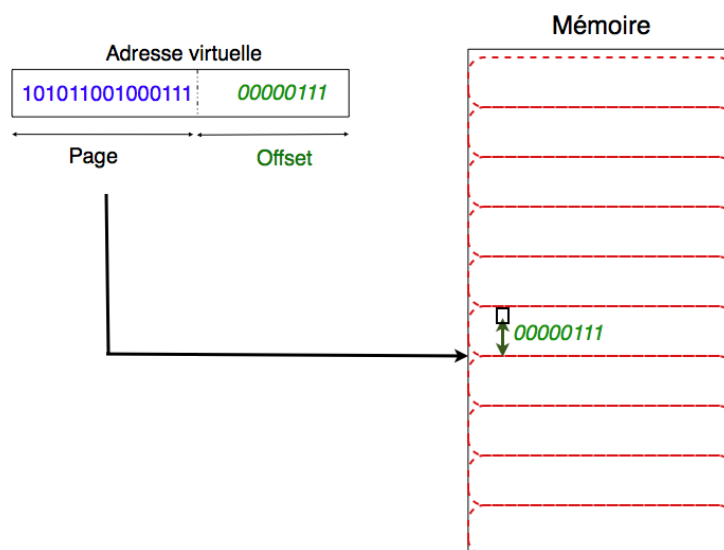 Mémoire
Adresse virtuelle
101011001000111 00000111
Page Offset
00000111